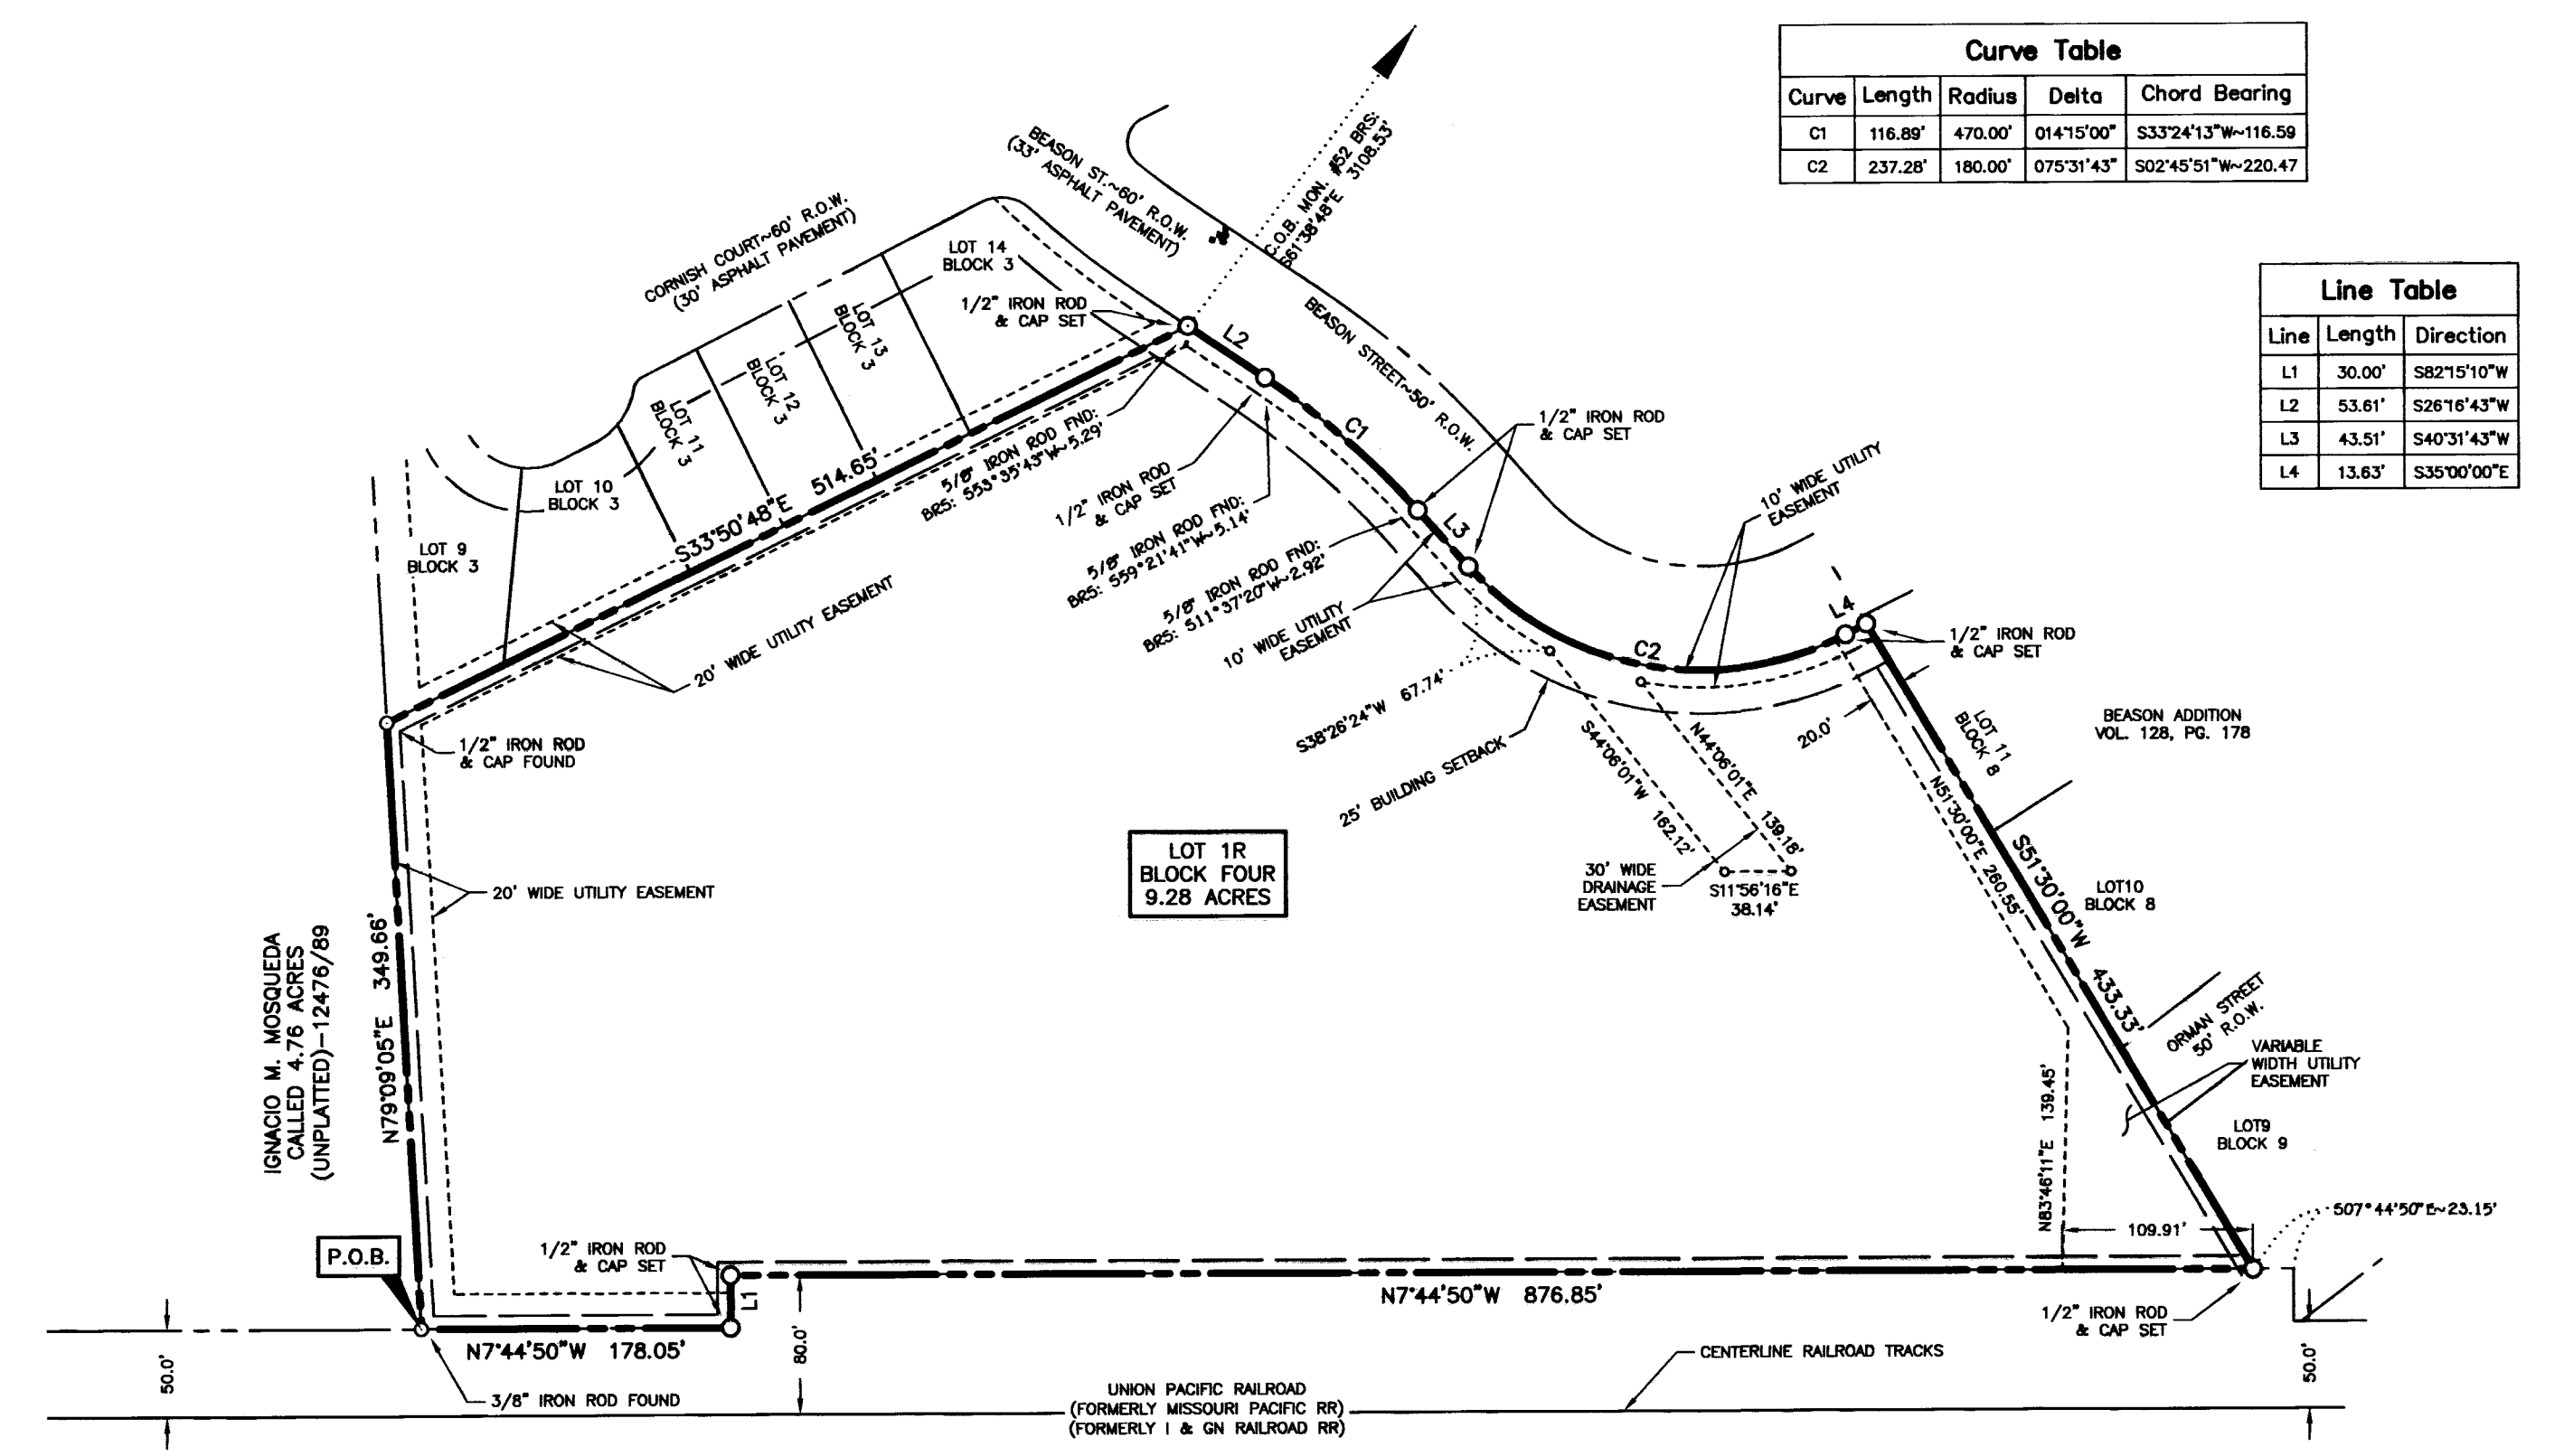 Curve Table
Curve Length Radius Delta Chord Bearing
C1 116.89' 470.00' 014°15'00" S33°24'13"W~116.59
C2 237.28' 180.00' 075°31'43" S02°45'51"W~220.47
Line Table
Line Length Direction
L1 30.00' S82°15'10"W
L2 53.61' S26°16'43"W
L3 43.51' S40°31'43"W
L4 13.63' S35°00'00"E
C.O.B. MON. #52 BRS:
S61°38'48"E 3108.53'
BEASON ST.~60' R.O.W.
(33' ASPHALT PAVEMENT)
CORNISH COURT~60' R.O.W.
(30' ASPHALT PAVEMENT)
LOT 14
BLOCK 3
1/2" IRON ROD
& CAP SET
LOT 13
BLOCK 3
LOT 12
BLOCK 3
LOT 11
BLOCK 3
LOT 10
BLOCK 3
LOT 9
BLOCK 3
L2
C1
BEASON STREET~50' R.O.W.
1/2" IRON ROD
& CAP SET
L3
S33°50'48"E 514.65'
5/8" IRON ROD FND:
BRS: S53°35'43"W~5.29'
1/2" IRON ROD
& CAP SET
5/8" IRON ROD FND:
BRS: S59°21'41"W~5.14'
5/8" IRON ROD FND:
BRS: S11°37'20"W~2.92'
10' WIDE UTILITY
EASEMENT
10' WIDE UTILITY
EASEMENT
20' WIDE UTILITY EASEMENT
C2
L4
1/2" IRON ROD
& CAP SET
1/2" IRON ROD
& CAP FOUND
S38°26'24"W 67.74'
25' BUILDING SETBACK
S44°06'01"W 162.12'
N44°06'01"E 139.18'
20.0'
LOT 11
BLOCK 8
BEASON ADDITION
VOL. 128, PG. 178
N51°30'00"E 260.55'
S51°30'00"W 433.33'
LOT 1R
BLOCK FOUR
9.28 ACRES
30' WIDE
DRAINAGE
EASEMENT
S11°56'16"E
38.14'
LOT10
BLOCK 8
20' WIDE UTILITY EASEMENT
IGNACIO M. MOSQUEDA
CALLED 4.76 ACRES
(UNPLATTED)-12476/89
N79°09'05"E 349.66'
ORMAN STREET
50' R.O.W.
VARIABLE
WIDTH UTILITY
EASEMENT
LOT9
BLOCK 9
N83°46'11"E 139.45'
109.91'
S07°44'50"E~23.15'
P.O.B.
1/2" IRON ROD
& CAP SET
L1
N7°44'50"W 876.85'
1/2" IRON ROD
& CAP SET
N7°44'50"W 178.05'
80.0'
50.0'
50.0'
CENTERLINE RAILROAD TRACKS
3/8" IRON ROD FOUND
UNION PACIFIC RAILROAD
(FORMERLY MISSOURI PACIFIC RR)
(FORMERLY I & GN RAILROAD RR)